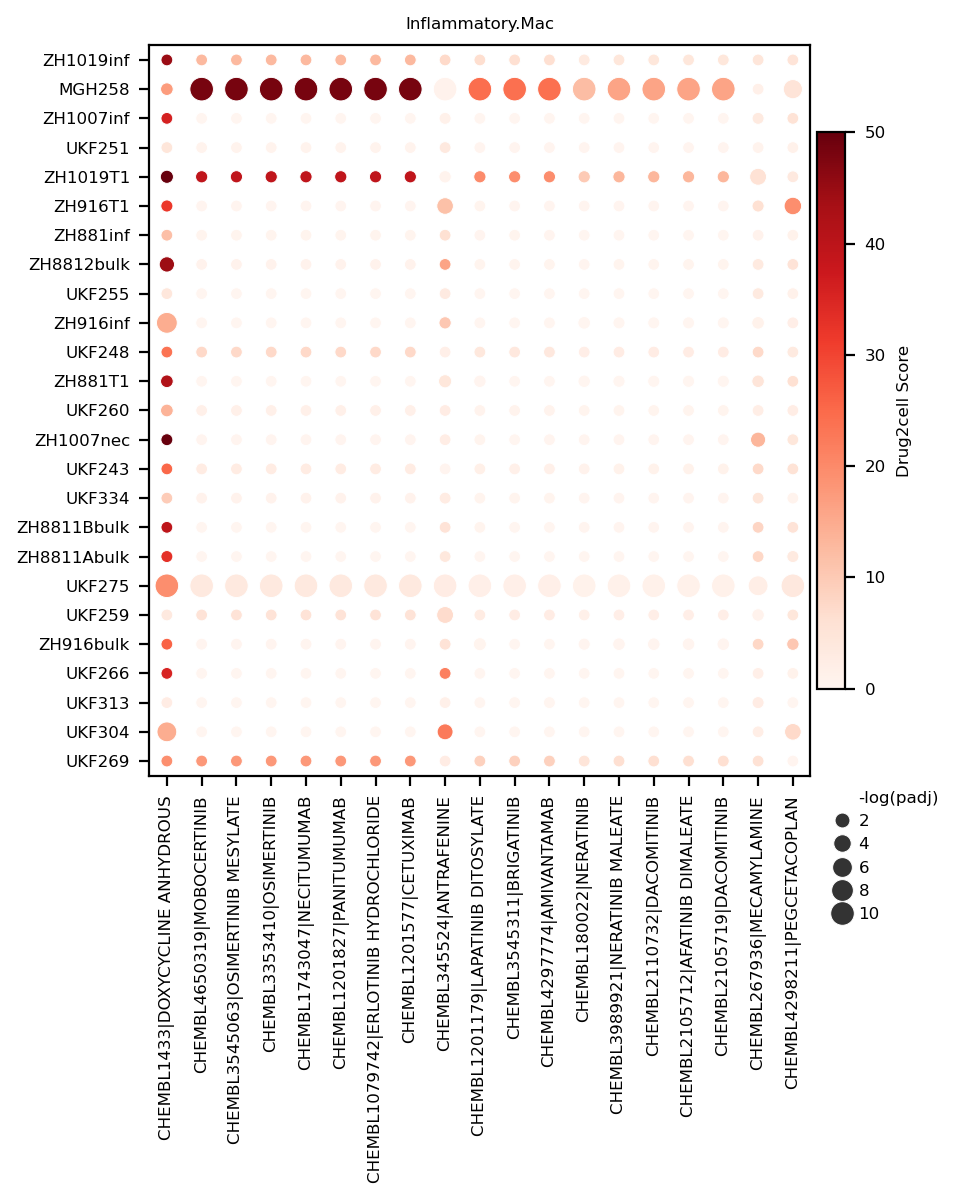 Inflammatory.Mac
ZH1019inf
MGH258
ZH1007inf
UKF251
ZH1019T1
ZH916T1
ZH881inf
ZH8812bulk
UKF255
ZH916inf
UKF248
ZH881T1
UKF260
ZH1007nec
UKF243
UKF334
ZH8811Bbulk
ZH8811Abulk
UKF275
UKF259
ZH916bulk
UKF266
UKF313
UKF304
UKF269
50
40
30
20
10
0
Drug2cell Score
-log(padj)
2
4
6
8
10
CHEMBL1433|DOXYCYCLINE ANHYDROUS
CHEMBL4650319|MOBOCERTINIB
CHEMBL3545063|OSIMERTINIB MESYLATE
CHEMBL3353410|OSIMERTINIB
CHEMBL1743047|NECITUMUMAB
CHEMBL1201827|PANITUMUMAB
CHEMBL1079742|ERLOTINIB HYDROCHLORIDE
CHEMBL1201577|CETUXIMAB
CHEMBL345524|ANTRAFENINE
CHEMBL1201179|LAPATINIB DITOSYLATE
CHEMBL3545311|BRIGATINIB
CHEMBL4297774|AMIVANTAMAB
CHEMBL180022|NERATINIB
CHEMBL3989921|NERATINIB MALEATE
CHEMBL2110732|DACOMITINIB
CHEMBL2105712|AFATINIB DIMALEATE
CHEMBL2105719|DACOMITINIB
CHEMBL267936|MECAMYLAMINE
CHEMBL4298211|PEGCETACOPLAN